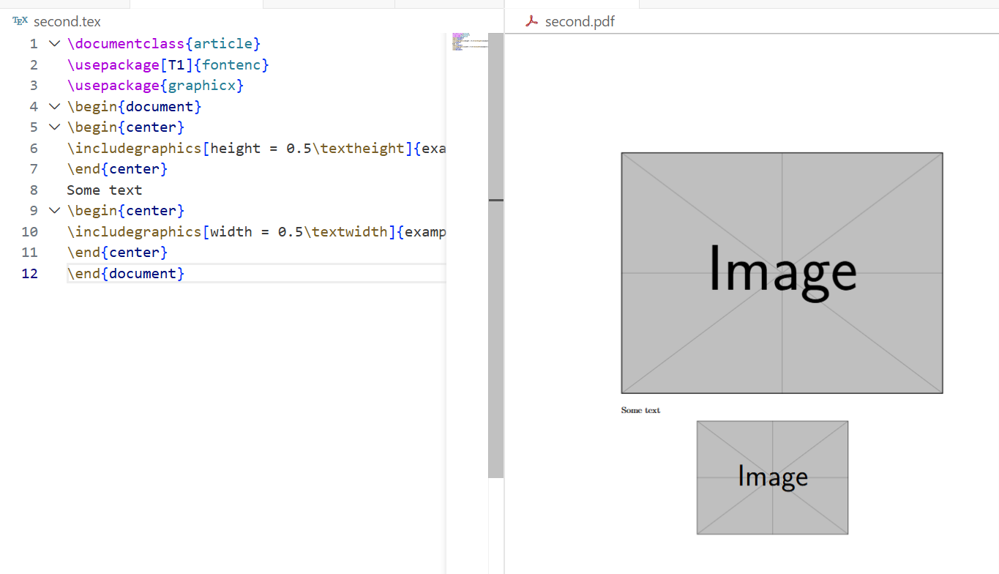 TEX second.tex
1 \documentclass{article}
2 \usepackage[T1]{fontenc}
3 \usepackage{graphicx}
4 \begin{document}
5 \begin{center}
6 \includegraphics[height = 0.5\textheight]{exa
7 \end{center}
8 Some text
9 \begin{center}
10 \includegraphics[width = 0.5\textwidth]{examp
11 \end{center}
12 \end{document}
second.pdf
Image
Some text
Image